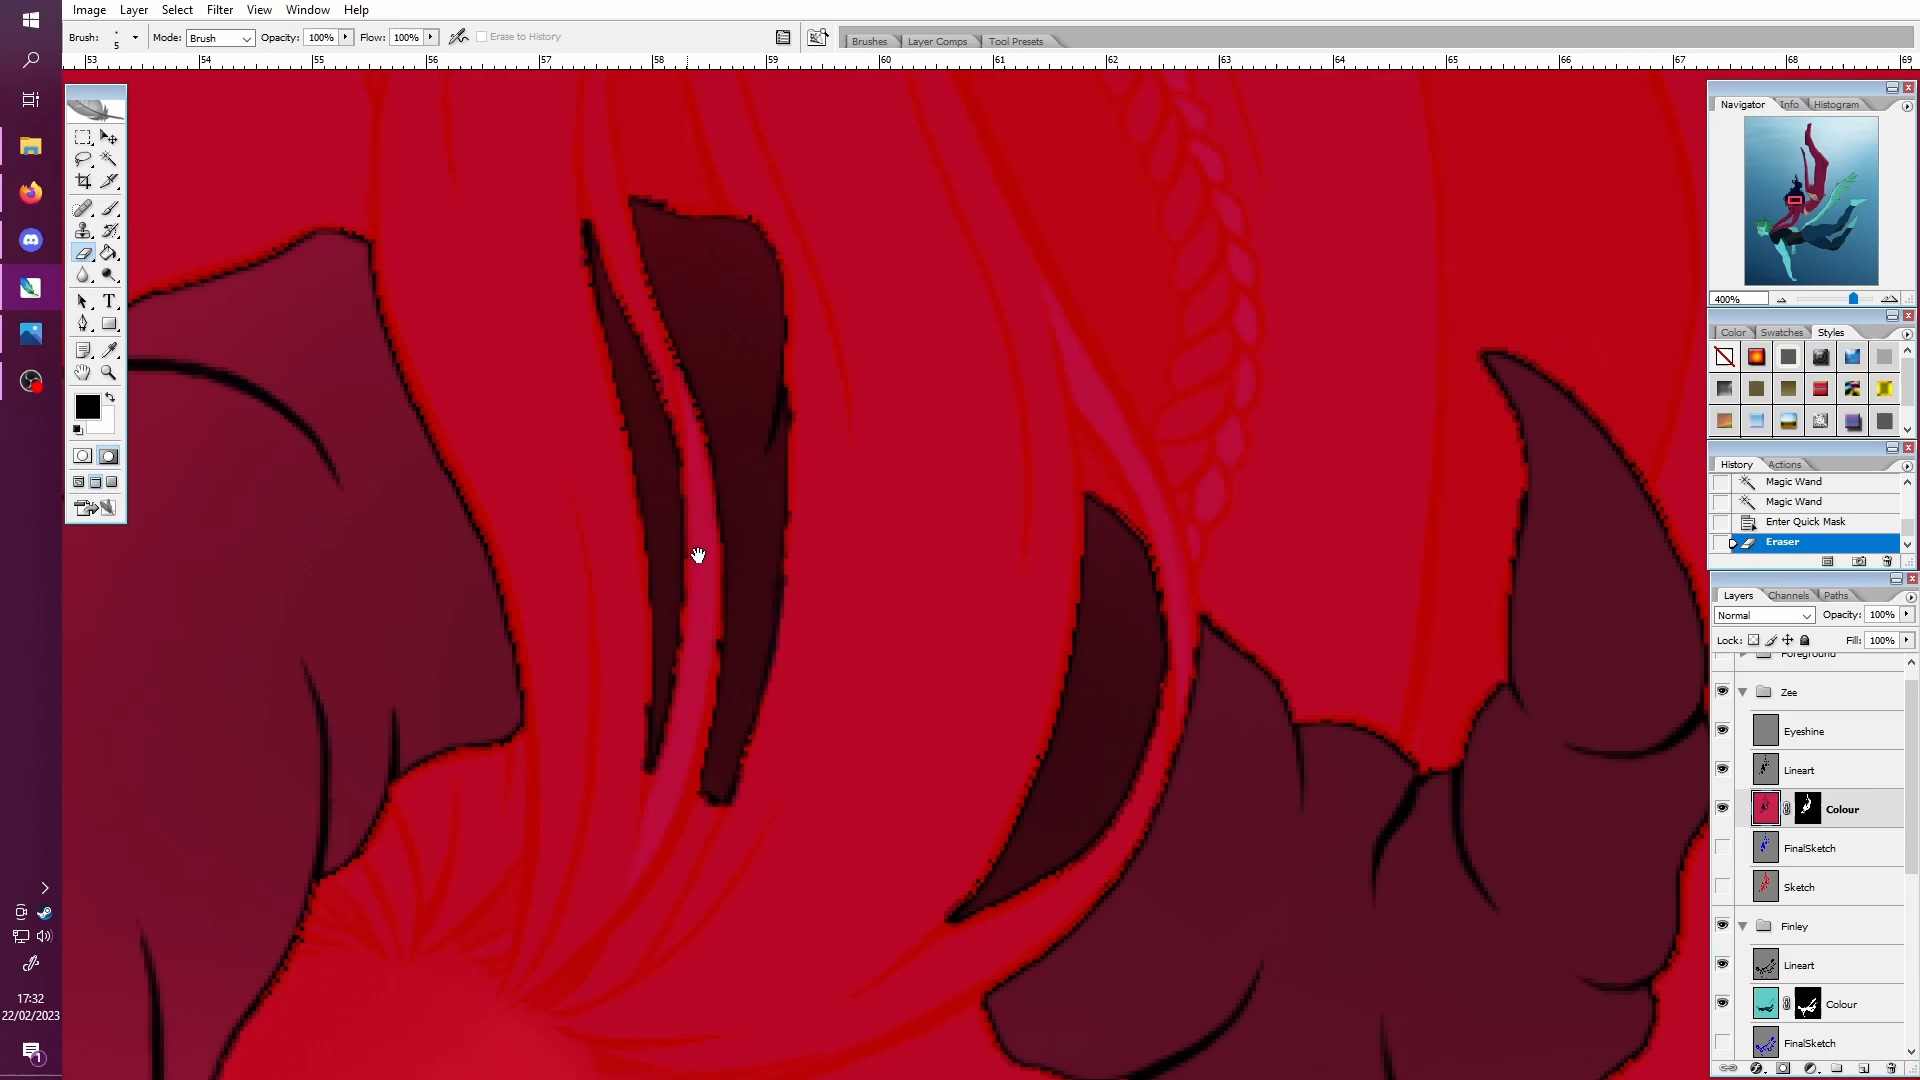 Image Layer Select Filter View Window Help
Brush: 5 Mode: Brush Opacity: 100% Flow: 100% Erase to History Brushes Layer Comps Tool Presets
53 54 55 56 57 58 59 60 61 62 63 64 65 66 67 68 69
Navigator Info Histogram
400%
Color Swatches Styles
History Actions
Magic Wand
Magic Wand
Enter Quick Mask
Eraser
Layers Channels Paths
Normal Opacity: 100%
Lock: Fill: 100%
Foreground
Zee
Eyeshine
Lineart
Colour
FinalSketch
Sketch
Finley
Lineart
Colour
FinalSketch
17:32
22/02/2023
1